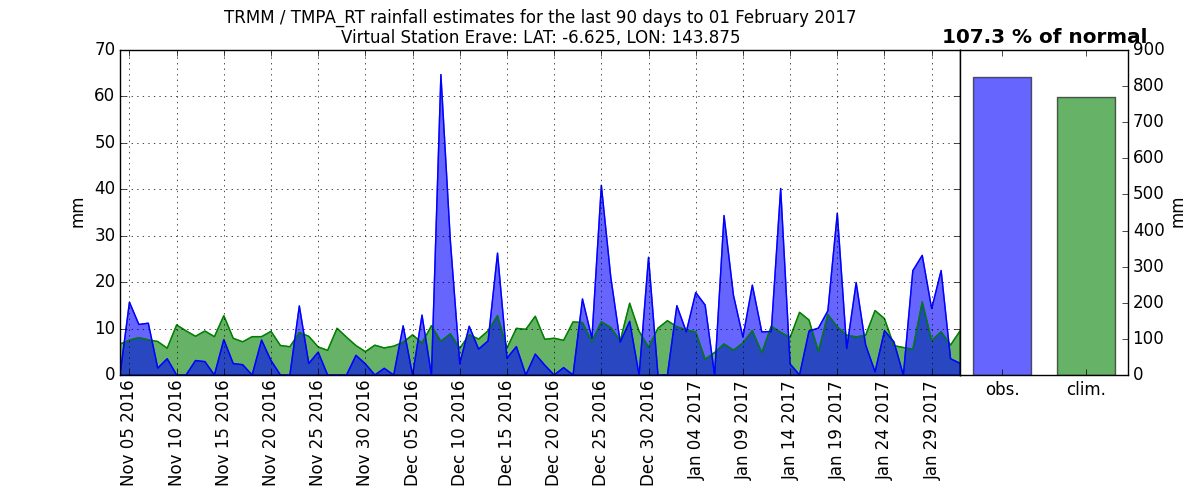 TRMM / TMPA_RT rainfall estimates for the last 90 days to 01 February 2017
Virtual Station Erave: LAT: -6.625, LON: 143.875
107.3 % of normal
70
60
50
40
30
20
10
0
mm
Nov 05 2016
Nov 10 2016
Nov 15 2016
Nov 20 2016
Nov 25 2016
Nov 30 2016
Dec 05 2016
Dec 10 2016
Dec 15 2016
Dec 20 2016
Dec 25 2016
Dec 30 2016
Jan 04 2017
Jan 09 2017
Jan 14 2017
Jan 19 2017
Jan 24 2017
Jan 29 2017
900
800
700
600
500
400
300
200
100
0
mm
obs.
clim.